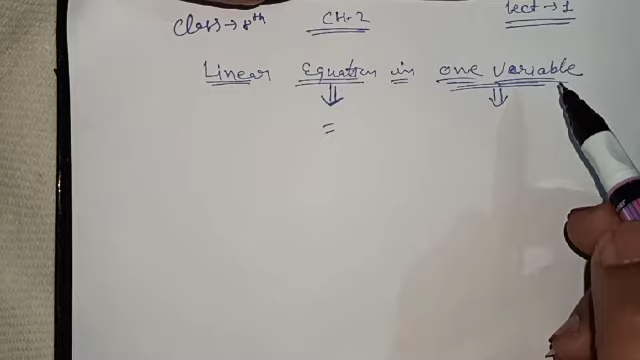 Class → 8th CH-2 lect → 1
Linear Equation in one variable
⇓ ⇓
=